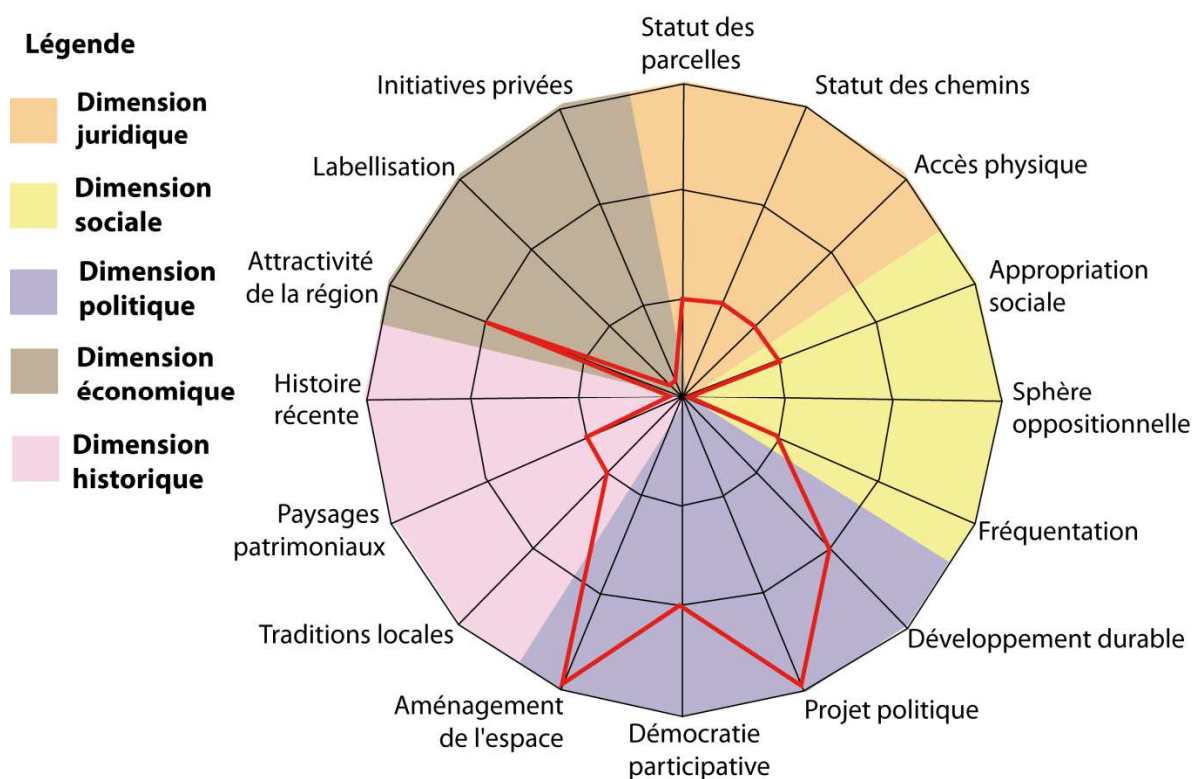 Légende
Dimension
juridique
Dimension
sociale
Dimension
politique
Dimension
économique
Dimension
historique
Statut des
parcelles
Statut des chemins
Accès physique
Appropriation
sociale
Sphère
oppositionnelle
Fréquentation
Développement durable
Projet politique
Démocratie
participative
Aménagement
de l'espace
Traditions locales
Paysages
patrimoniaux
Histoire
récente
Attractivité
de la région
Labellisation
Initiatives privées